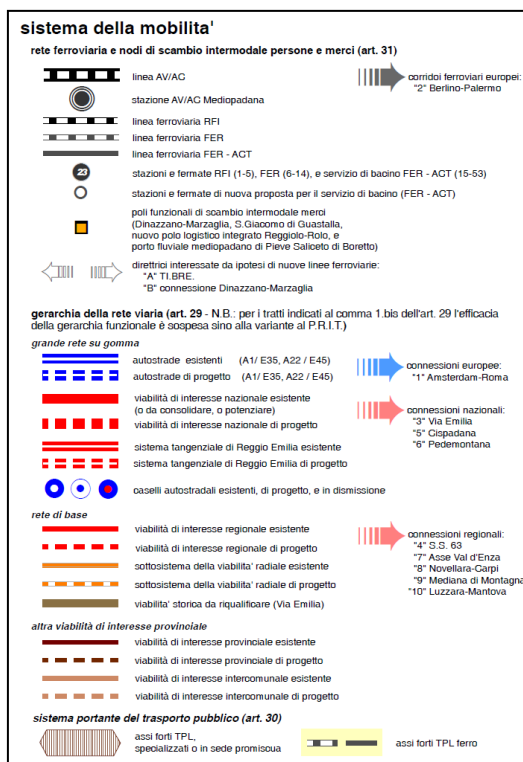 sistema della mobilita'
rete ferroviaria e nodi di scambio intermodale persone e merci (art. 31)
linea AV/AC
corridoi ferroviari europei:
"2" Berlino-Palermo
stazione AV/AC Mediopadana
linea ferroviaria RFI
linea ferroviaria FER
linea ferroviaria FER - ACT
23
stazioni e fermate RFI (1-5), FER (6-14), e servizio di bacino FER - ACT (15-53)
stazioni e fermate di nuova proposta per il servizio di bacino (FER - ACT)
poli funzionali di scambio intermodale merci
(Dinazzano-Marzaglia, S.Giacomo di Guastalla,
nuovo polo logistico integrato Reggiolo-Rolo, e
porto fluviale mediopadano di Pieve Saliceto di Boretto)
direttrici interessate da ipotesi di nuove linee ferroviarie:
"A" TI.BRE.
"B" connessione Dinazzano-Marzaglia
gerarchia della rete viaria (art. 29 - N.B.: per i tratti indicati al comma 1.bis dell'art. 29 l'efficacia
della gerarchia funzionale è sospesa sino alla variante al P.R.I.T.)
grande rete su gomma
autostrade esistenti (A1/ E35, A22 / E45)
autostrade di progetto (A1/ E35, A22 / E45)
connessioni europee:
"1" Amsterdam-Roma
viabilità di interesse nazionale esistente
(o da consolidare, o potenziare)
viabilità di interesse nazionale di progetto
connessioni nazionali:
"3" Via Emilia
"5" Cispadana
"6" Pedemontana
sistema tangenziale di Reggio Emilia esistente
sistema tangenziale di Reggio Emilia di progetto
caselli autostradali esistenti, di progetto, e in dismissione
rete di base
viabilità di interesse regionale esistente
viabilità di interesse regionale di progetto
sottosistema della viabilita' radiale esistente
sottosistema della viabilita' radiale di progetto
viabilita' storica da riqualificare (Via Emilia)
connessioni regionali:
"4" S.S. 63
"7" Asse Val d'Enza
"8" Novellara-Carpi
"9" Mediana di Montagna
"10" Luzzara-Mantova
altra viabilità di interesse provinciale
viabilità di interesse provinciale esistente
viabilità di interesse provinciale di progetto
viabilità di interesse intercomunale esistente
viabilità di interesse intercomunale di progetto
sistema portante del trasporto pubblico (art. 30)
assi forti TPL,
specializzati o in sede promiscua
assi forti TPL ferro